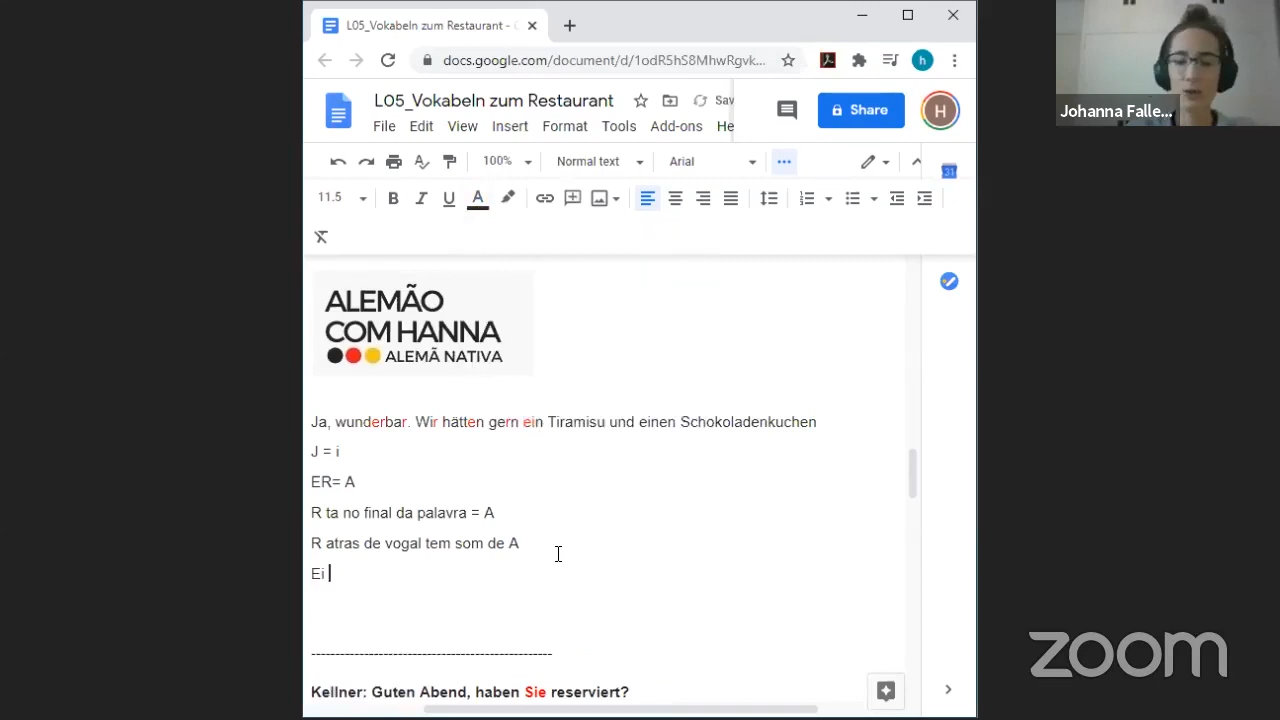 L05_Vokabeln zum Restaurant - G
docs.google.com/document/d/1odR5hS8MhwRgvk...
h
L05_Vokabeln zum Restaurant
Sav
Share
H
File Edit View Insert Format Tools Add-ons He
100% Normal text Arial
31
11.5 B I U A
ALEMÃO
COM HANNA
ALEMÃ NATIVA
Ja, wunderbar. Wir hätten gern ein Tiramisu und einen Schokoladenkuchen
J = i
ER= A
R ta no final da palavra = A
R atras de vogal tem som de A
Ei
--------------------------------------------------
Kellner: Guten Abend, haben Sie reserviert?
Johanna Falle...
zoom